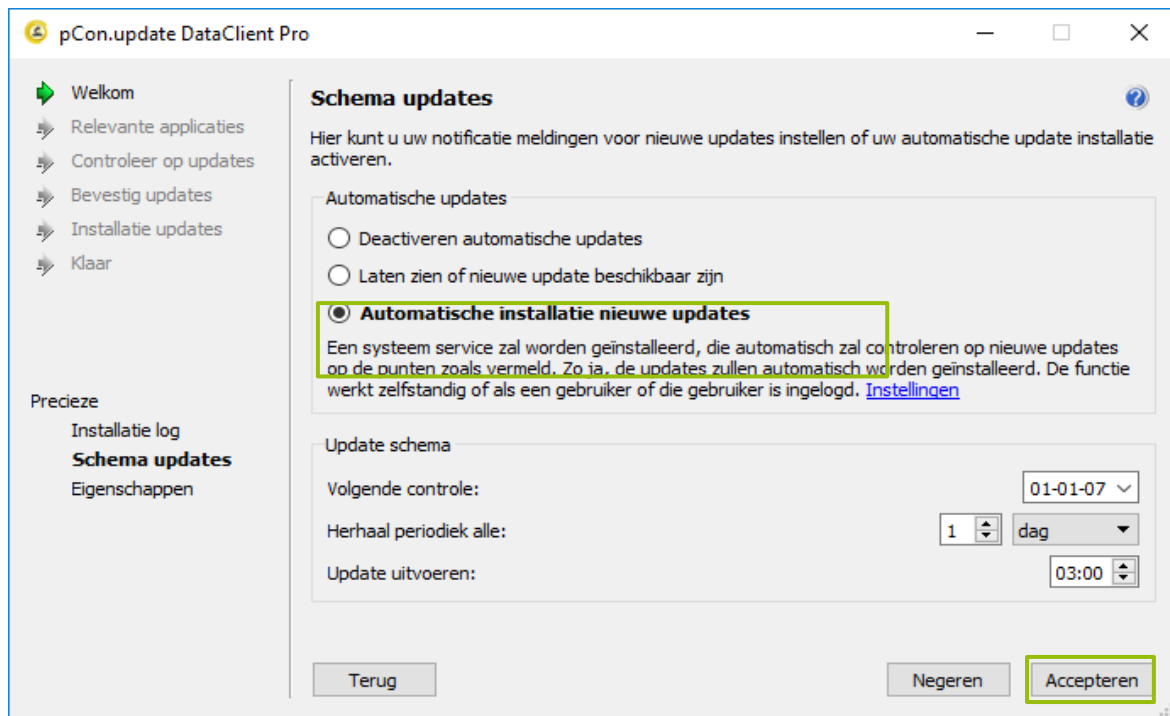 pCon.update DataClient Pro
Welkom
Relevante applicaties
Controleer op updates
Bevestig updates
Installatie updates
Klaar
Precieze
Installatie log
Schema updates
Eigenschappen
Schema updates
Hier kunt u uw notificatie meldingen voor nieuwe updates instellen of uw automatische update installatie
activeren.
Automatische updates
Deactiveren automatische updates
Laten zien of nieuwe update beschikbaar zijn
Automatische installatie nieuwe updates
Een systeem service zal worden geïnstalleerd, die automatisch zal controleren op nieuwe updates
op de punten zoals vermeld. Zo ja, de updates zullen automatisch worden geïnstalleerd. De functie
werkt zelfstandig of als een gebruiker of die gebruiker is ingelogd. Instellingen
Update schema
Volgende controle: 01-01-07
Herhaal periodiek alle: 1 dag
Update uitvoeren: 03:00
Terug Negeren Accepteren